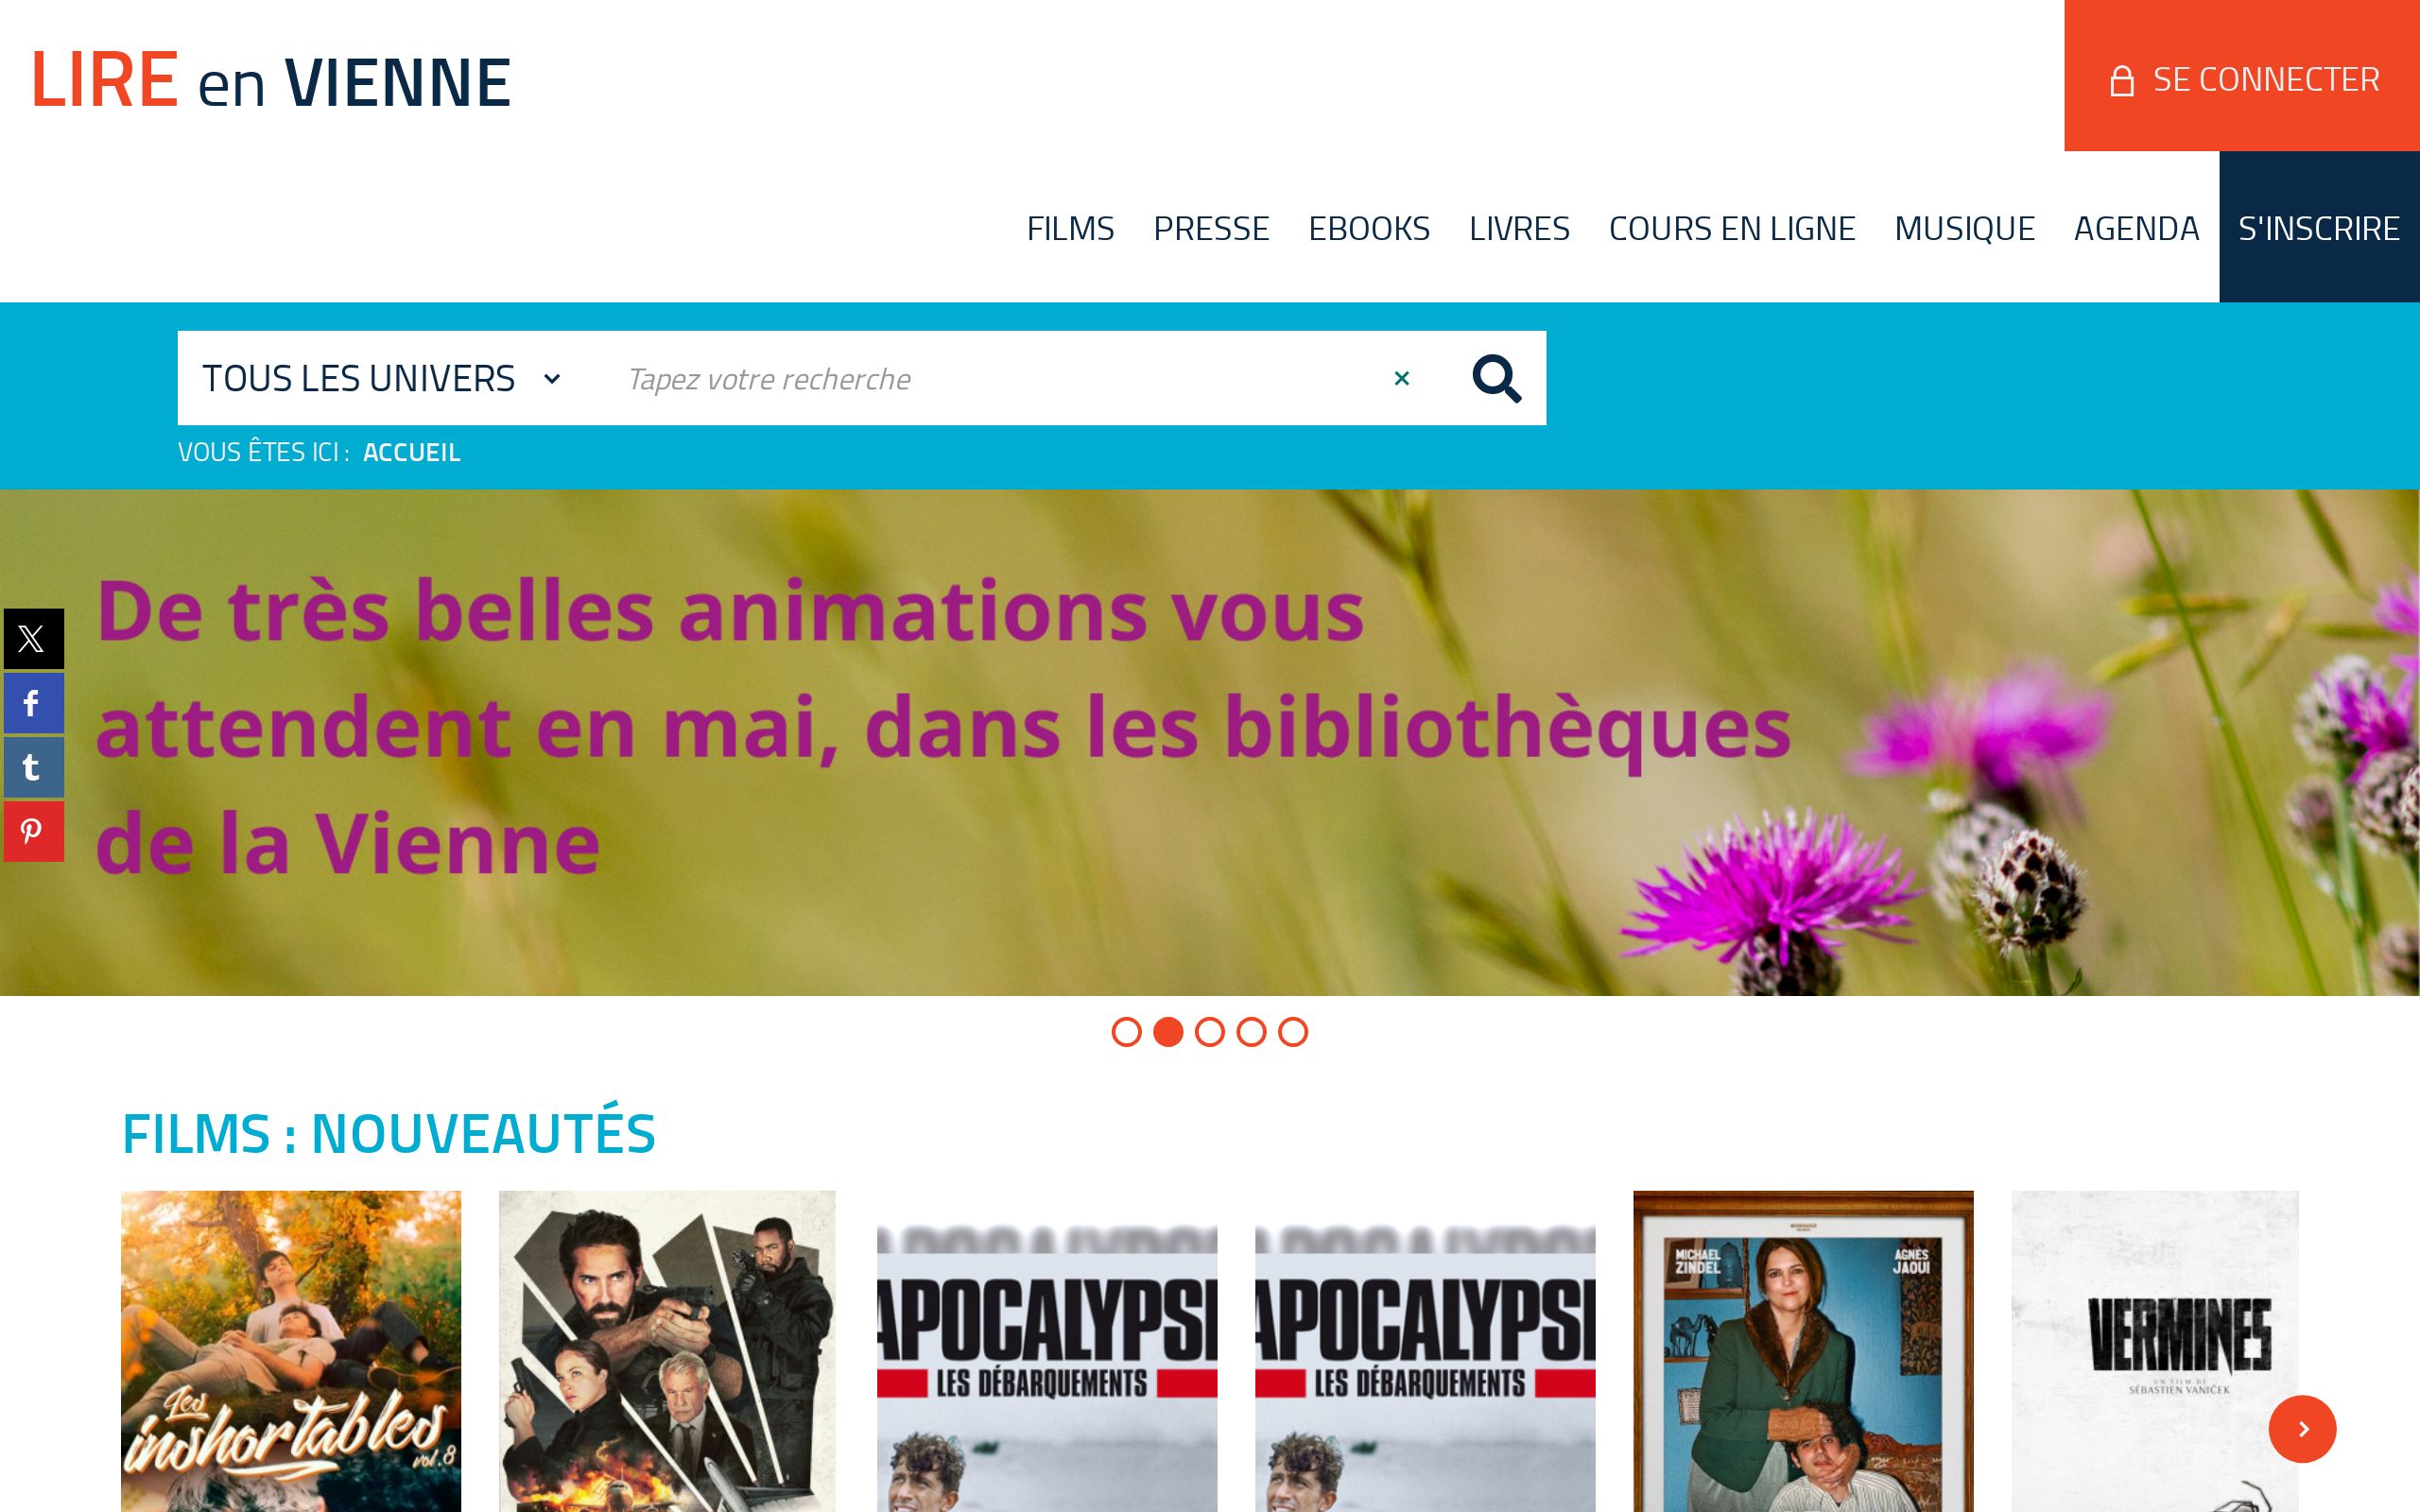 LIRE en VIENNE
SE CONNECTER
FILMS PRESSE EBOOKS LIVRES COURS EN LIGNE MUSIQUE AGENDA S'INSCRIRE
TOUS LES UNIVERS Tapez votre recherche
VOUS ÊTES ICI : ACCUEIL
De très belles animations vous
attendent en mai, dans les bibliothèques
de la Vienne
FILMS : NOUVEAUTÉS
Les
inshortables
vol.8
APOCALYPSE
LES DÉBARQUEMENTS
APOCALYPSE
LES DÉBARQUEMENTS
MICHAEL
ZINDEL
AGNÈS
JAOUI
VERMINES
UN FILM DE
SÉBASTIEN VANIČEK